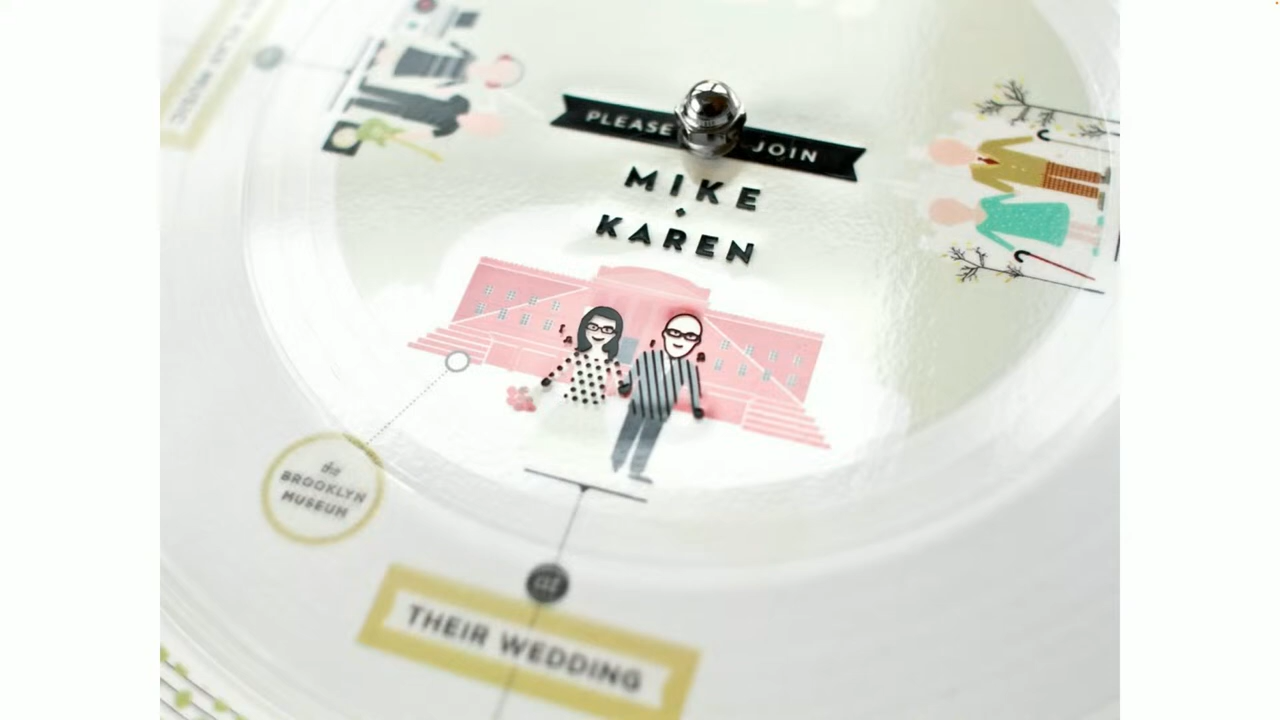 PLEASE JOIN
MIKE
KAREN
the
BROOKLYN
MUSEUM
at
THEIR WEDDING